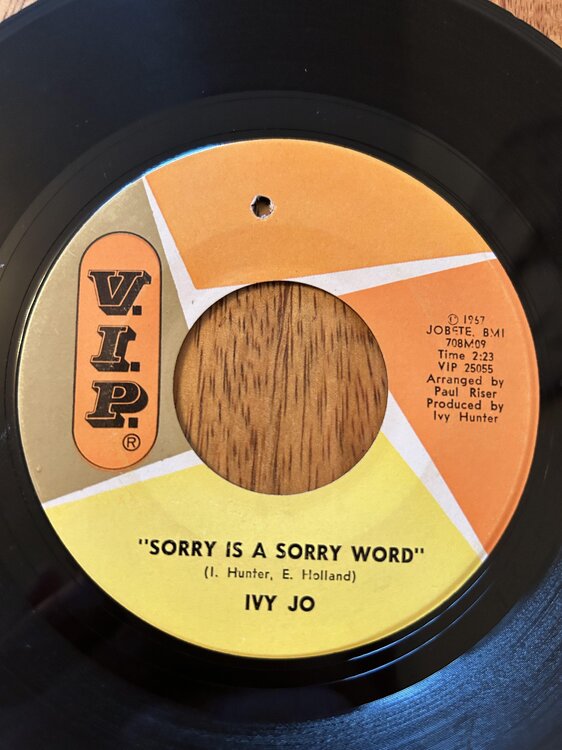 V.
I.
P.
®
© 1967
JOBETE, BMI
708M09
Time 2:23
VIP 25055
Arranged by
Paul Riser
Produced by
Ivy Hunter
"SORRY IS A SORRY WORD"
(I. Hunter, E. Holland)
IVY JO